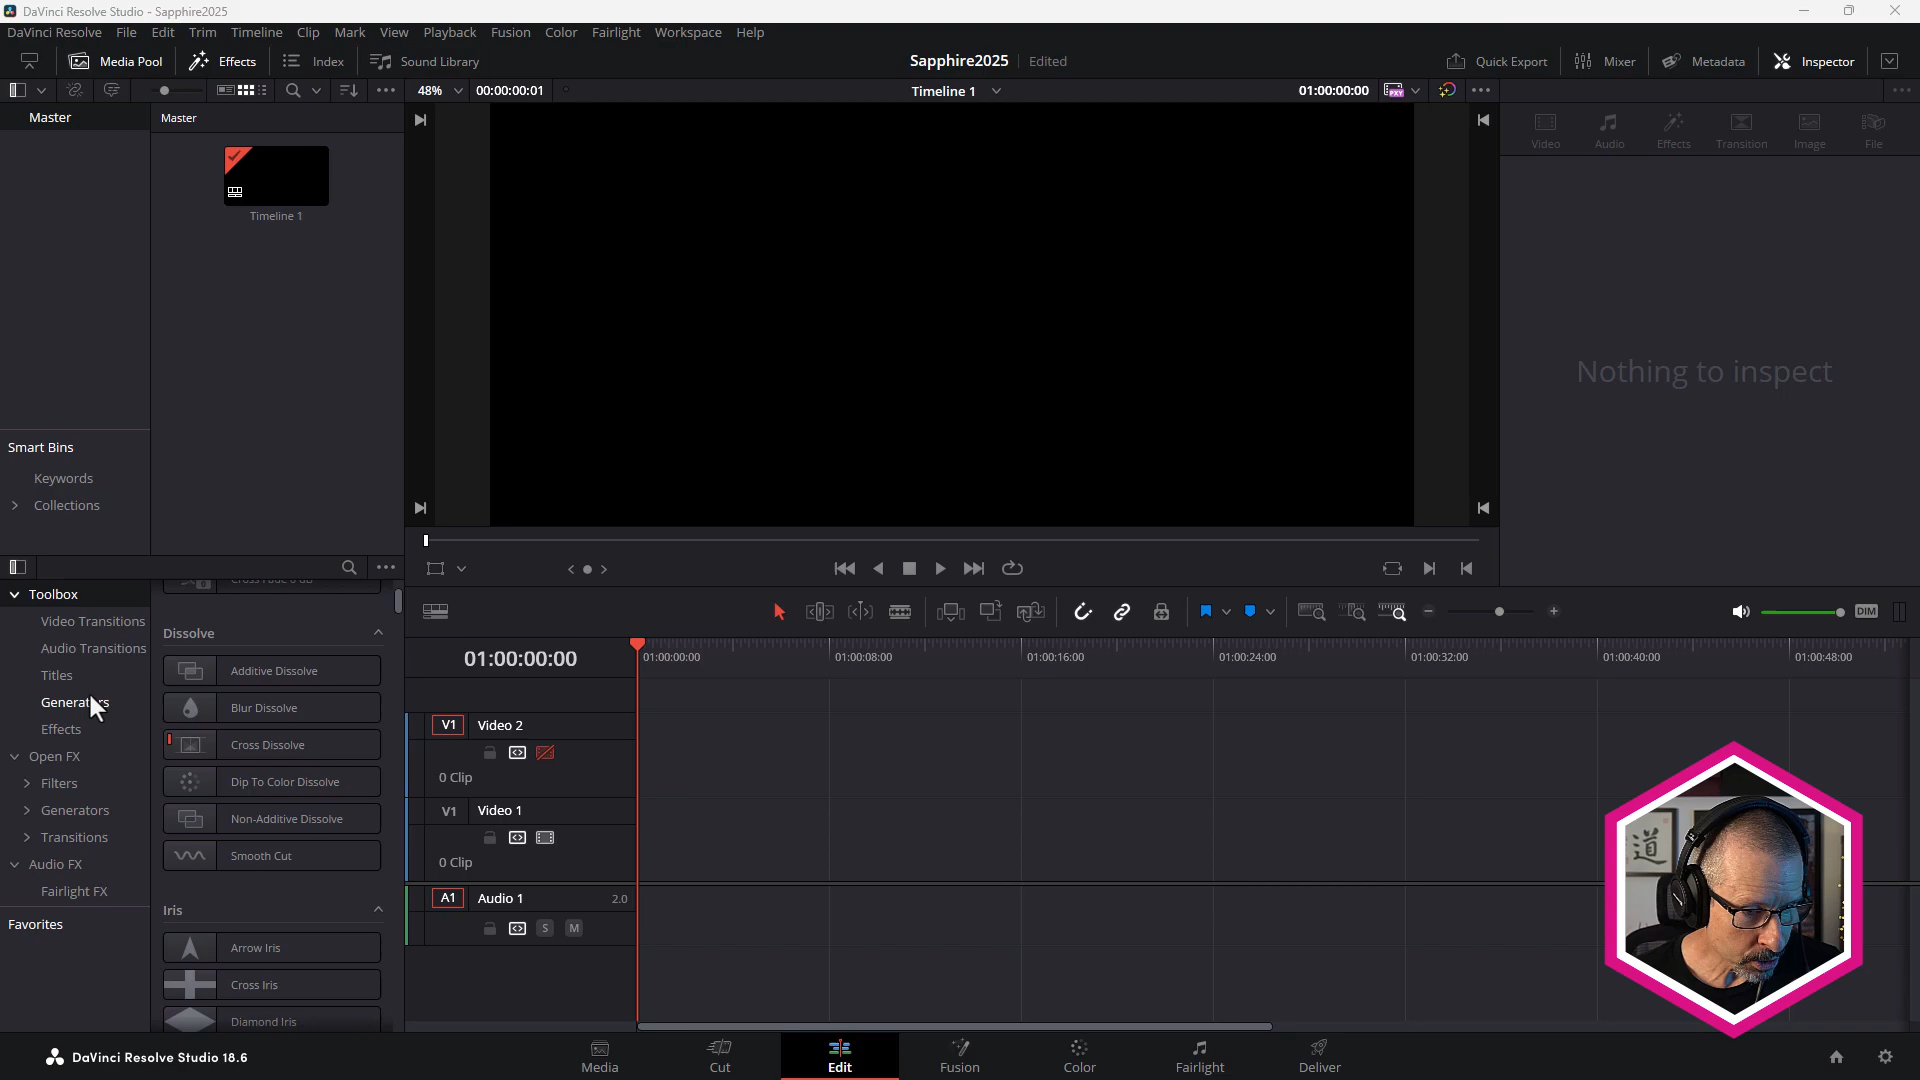 DaVinci Resolve Studio - Sapphire2025
DaVinci Resolve File Edit Trim Timeline Clip Mark View Playback Fusion Color Fairlight Workspace Help
Media Pool Effects Index Sound Library Sapphire2025 Edited Quick Export Mixer Metadata Inspector
48% 00:00:00:01 Timeline 1 01:00:00:00 PXY
Master
Master
Timeline 1
Video Audio Effects Transition Image File
Nothing to inspect
Smart Bins
Keywords
Collections
Toolbox
Video Transitions
Audio Transitions
Titles
Generators
Effects
Open FX
Filters
Generators
Transitions
Audio FX
Fairlight FX
Favorites
Cross Fade 0 dB
Dissolve
Additive Dissolve
Blur Dissolve
Cross Dissolve
Dip To Color Dissolve
Non-Additive Dissolve
Smooth Cut
Iris
Arrow Iris
Cross Iris
Diamond Iris
DIM
01:00:00:00
01:00:00:00 01:00:08:00 01:00:16:00 01:00:24:00 01:00:32:00 01:00:40:00 01:00:48:00
V1 Video 2
0 Clip
V1 Video 1
0 Clip
A1 Audio 1 2.0
S M
道
DaVinci Resolve Studio 18.6
Media Cut Edit Fusion Color Fairlight Deliver